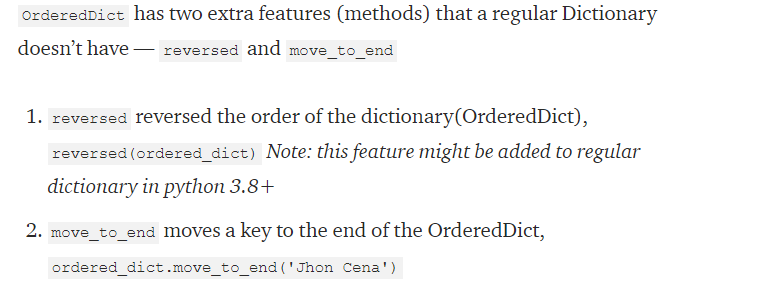 OrderedDict has two extra features (methods) that a regular Dictionary
doesn’t have — reversed and move_to_end
1. reversed reversed the order of the dictionary(OrderedDict),
reversed(ordered_dict) Note: this feature might be added to regular
dictionary in python 3.8+
2. move_to_end moves a key to the end of the OrderedDict,
ordered_dict.move_to_end('Jhon Cena')